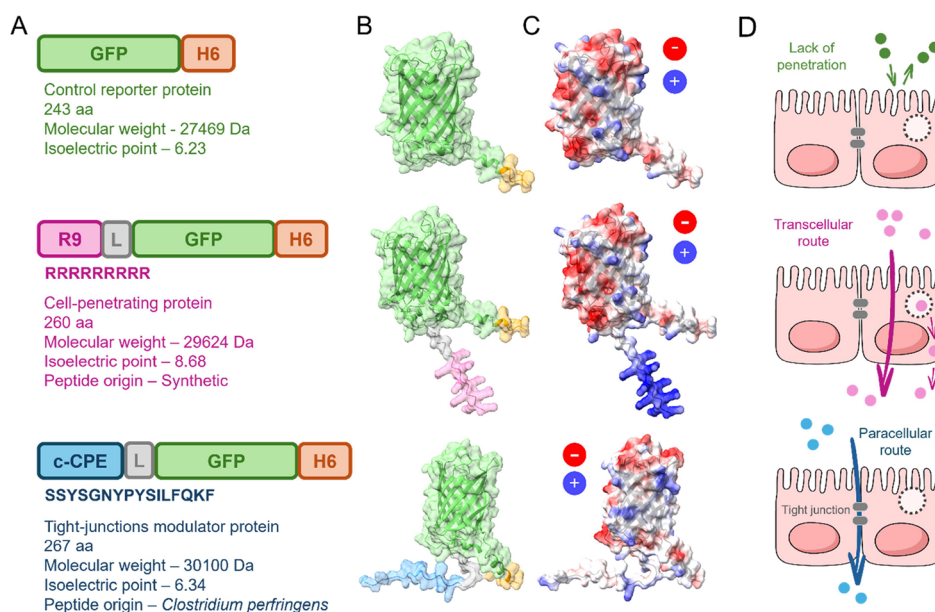 A
B
C
D
GFP
H6
Control reporter protein
243 aa
Molecular weight - 27469 Da
Isoelectric point – 6.23
-
+
Lack of
penetration
R9
L
GFP
H6
RRRRRRRRR
Cell-penetrating protein
260 aa
Molecular weight – 29624 Da
Isoelectric point – 8.68
Peptide origin – Synthetic
-
+
Transcellular
route
c-CPE
L
GFP
H6
SSYSGNYPYSILFQKF
Tight-junctions modulator protein
267 aa
Molecular weight – 30100 Da
Isoelectric point – 6.34
Peptide origin – Clostridium perfringens
-
+
Paracellular
route
Tight junction